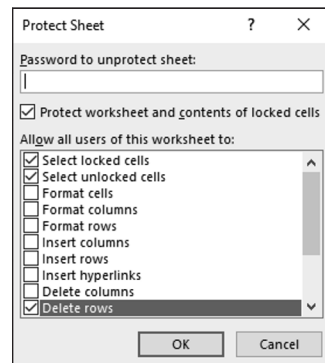 Protect Sheet ? ×
Password to unprotect sheet:
Protect worksheet and contents of locked cells
Allow all users of this worksheet to:
Select locked cells
Select unlocked cells
Format cells
Format columns
Format rows
Insert columns
Insert rows
Insert hyperlinks
Delete columns
Delete rows
OK Cancel